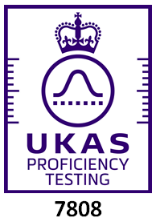 UKAS
PROFICIENCY
TESTING
7808